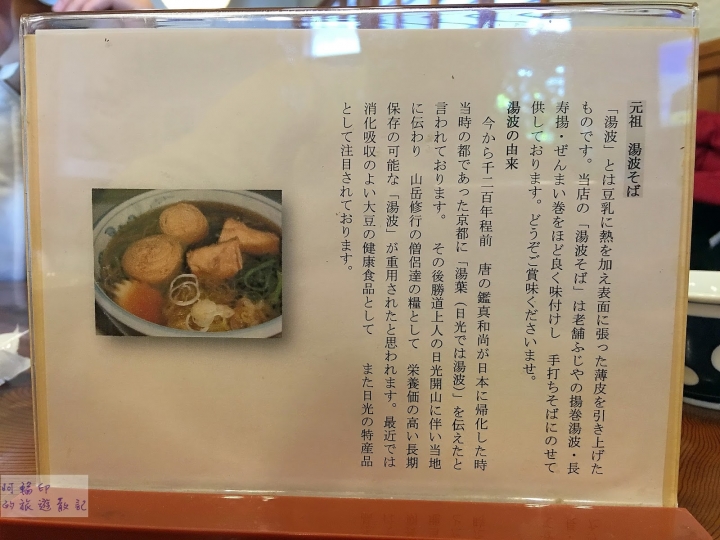 元祖　湯波そば
「湯波」とは豆乳に熱を加え表面に張った薄皮を引き上げた
ものです。当店の「湯波そば」は老舗ふじやの揚巻湯波・長
寿揚・ぜんまい巻をほど良く味付けし　手打ちそばにのせて
供しております。どうぞご賞味くださいませ。
湯波の由来
今から千二百年程前　唐の鑑真和尚が日本に帰化した時
当時の都であった京都に「湯葉（日光では湯波）」を伝えたと
言われております。　その後勝道上人の日光開山に伴い当地
に伝わり　山岳修行の僧侶達の糧として　栄養価の高い長期
保存の可能な「湯波」が重用されたと思われます。最近では
消化吸収のよい大豆の健康食品として　また日光の特産品
として注目されております。
阿福印
的旅遊散記